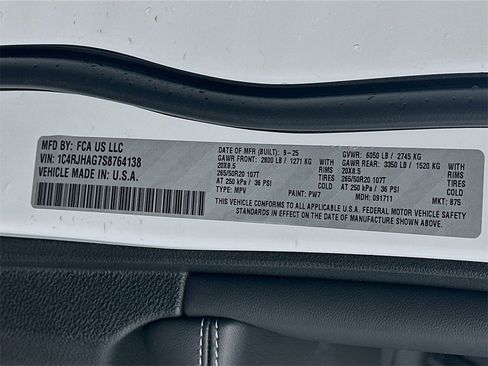 MFD BY: FCA US LLC
VIN: 1C4RJHAG7S8764138
VEHICLE MADE IN: U.S.A.
DATE OF MFR (BUILT): 9-25 GVWR: 6050 LB / 2745 KG
GAWR FRONT: 2800 LB / 1271 KG WITH GAWR REAR: 3350 LB / 1520 KG WITH
20X8.5 RIMS 20X8.5 RIMS
265/50R20 107T TIRES 265/50R20 107T TIRES
AT 250 kPa / 36 PSI AT 250 kPa / 36 PSI
TYPE: MPV PAINT: PW7 MDH: 091711 MKT: 875
THIS VEHICLE CONFORMS TO ALL APPLICABLE U.S.A. FEDERAL MOTOR VEHICLE SAFETY
STANDARDS IN EFFECT ON THE DATE OF MANUFACTURE SHOWN ABOVE.